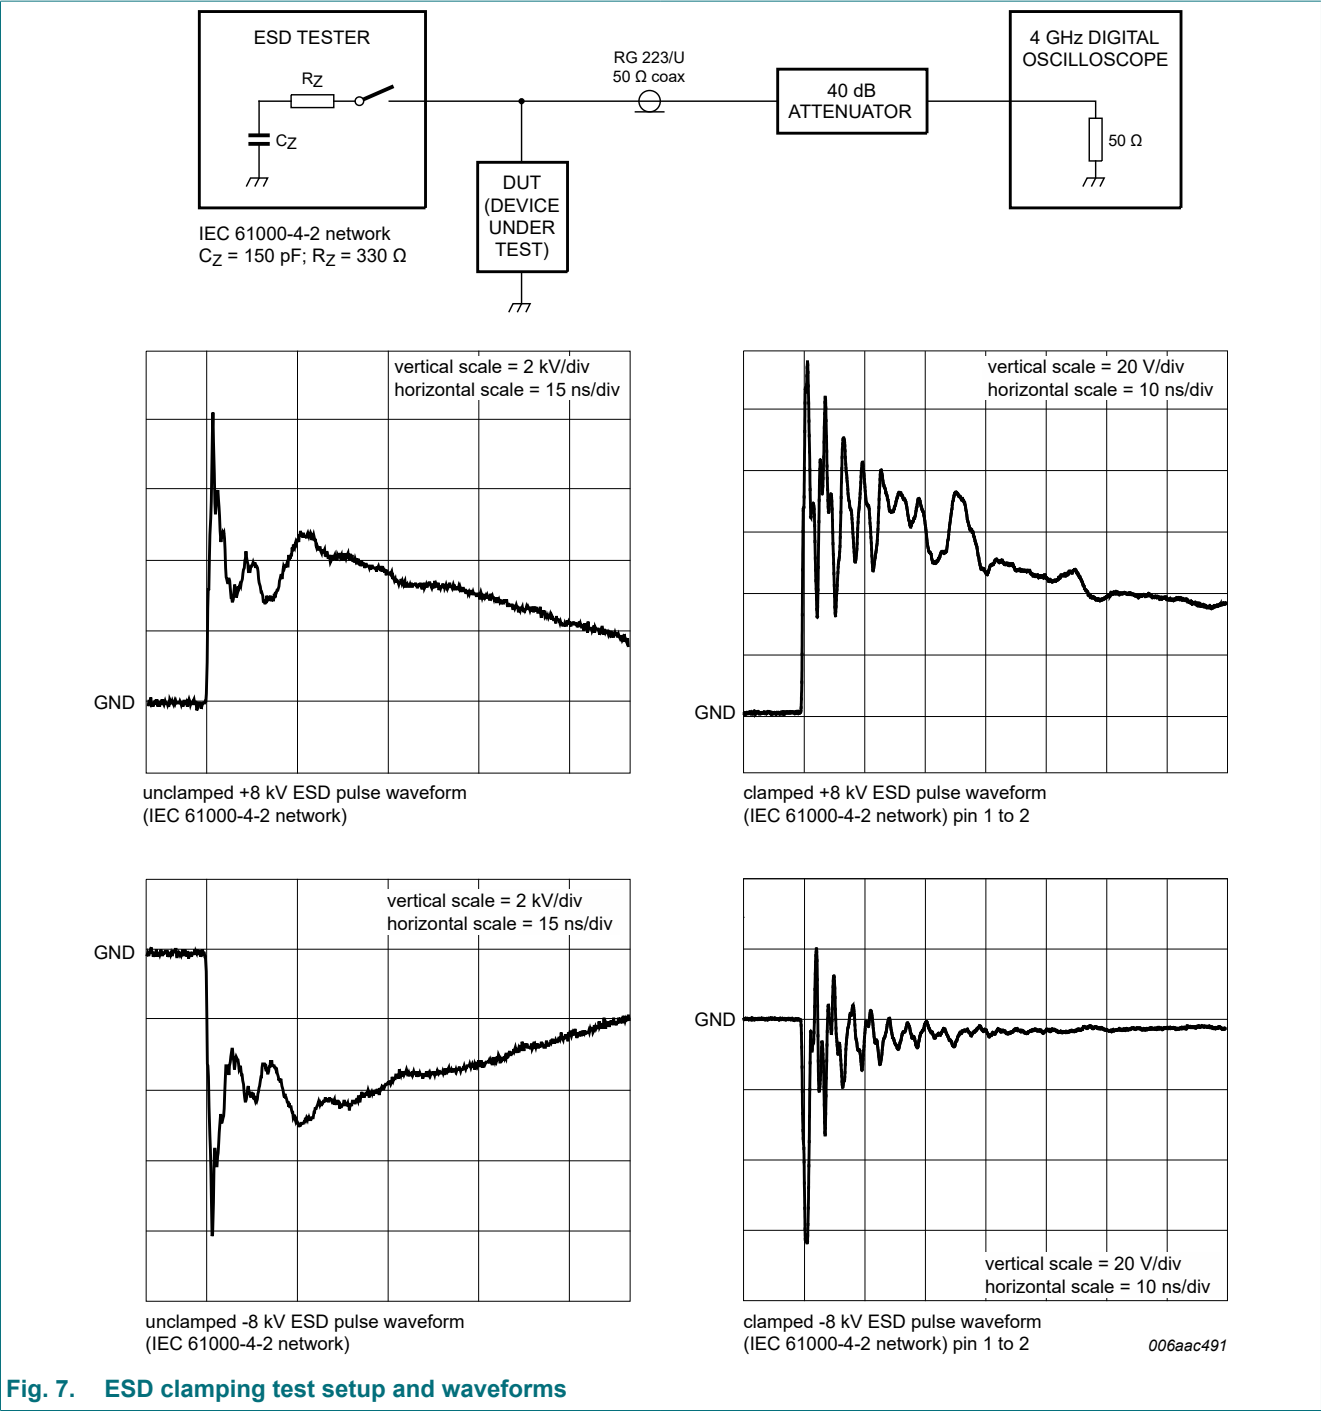 ESD TESTER
RZ
CZ
IEC 61000-4-2 network
CZ = 150 pF; RZ = 330 Ω
DUT
(DEVICE
UNDER
TEST)
RG 223/U
50 Ω coax
40 dB
ATTENUATOR
4 GHz DIGITAL
OSCILLOSCOPE
50 Ω
vertical scale = 2 kV/div
horizontal scale = 15 ns/div
GND
unclamped +8 kV ESD pulse waveform
(IEC 61000-4-2 network)
vertical scale = 20 V/div
horizontal scale = 10 ns/div
GND
clamped +8 kV ESD pulse waveform
(IEC 61000-4-2 network) pin 1 to 2
vertical scale = 2 kV/div
horizontal scale = 15 ns/div
GND
unclamped -8 kV ESD pulse waveform
(IEC 61000-4-2 network)
GND
vertical scale = 20 V/div
horizontal scale = 10 ns/div
clamped -8 kV ESD pulse waveform
(IEC 61000-4-2 network) pin 1 to 2
006aac491
Fig. 7. ESD clamping test setup and waveforms